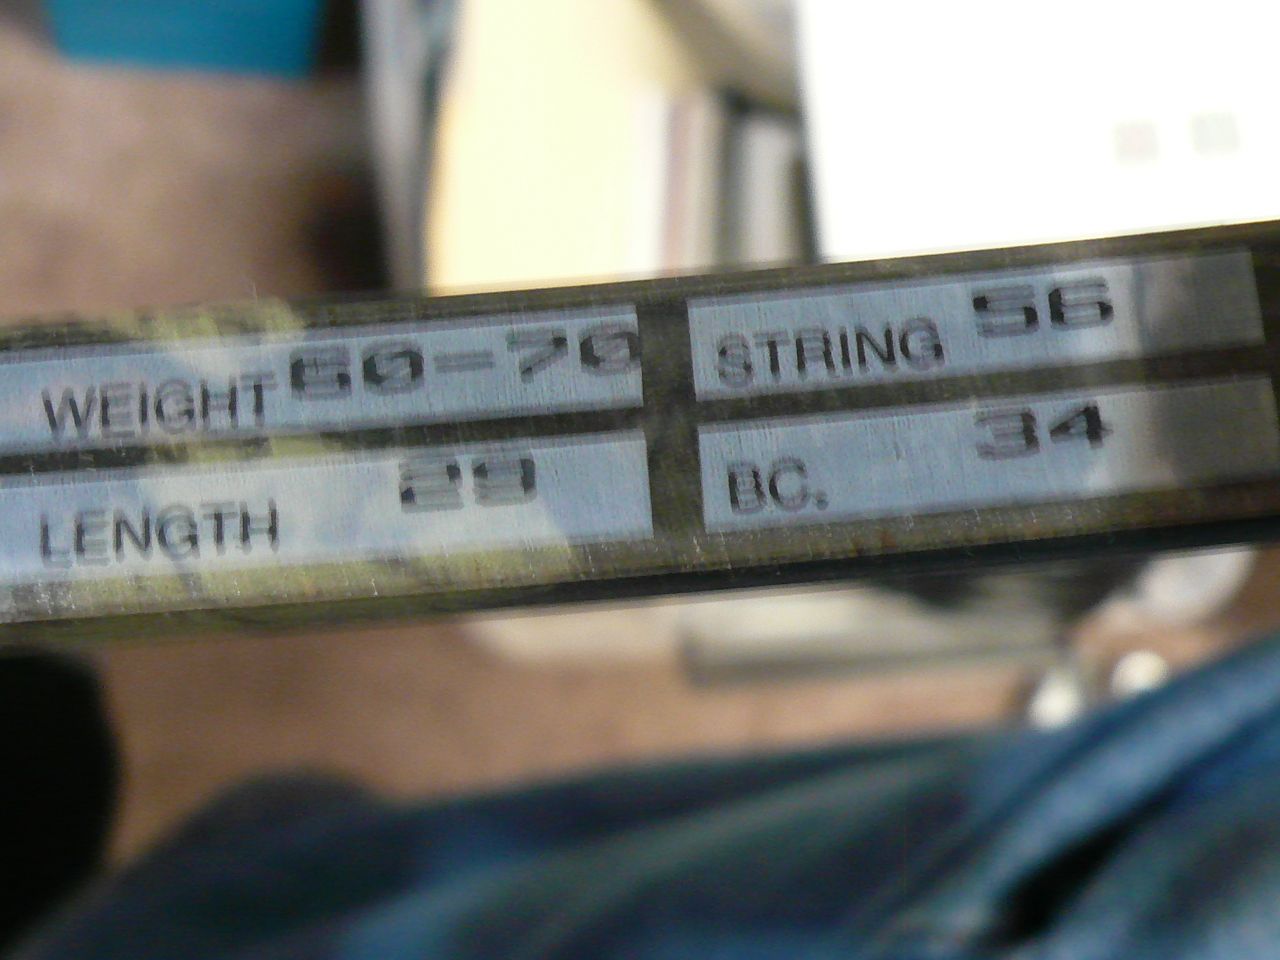 WEIGHT 60-70 STRING 56
LENGTH 29 BC. 34